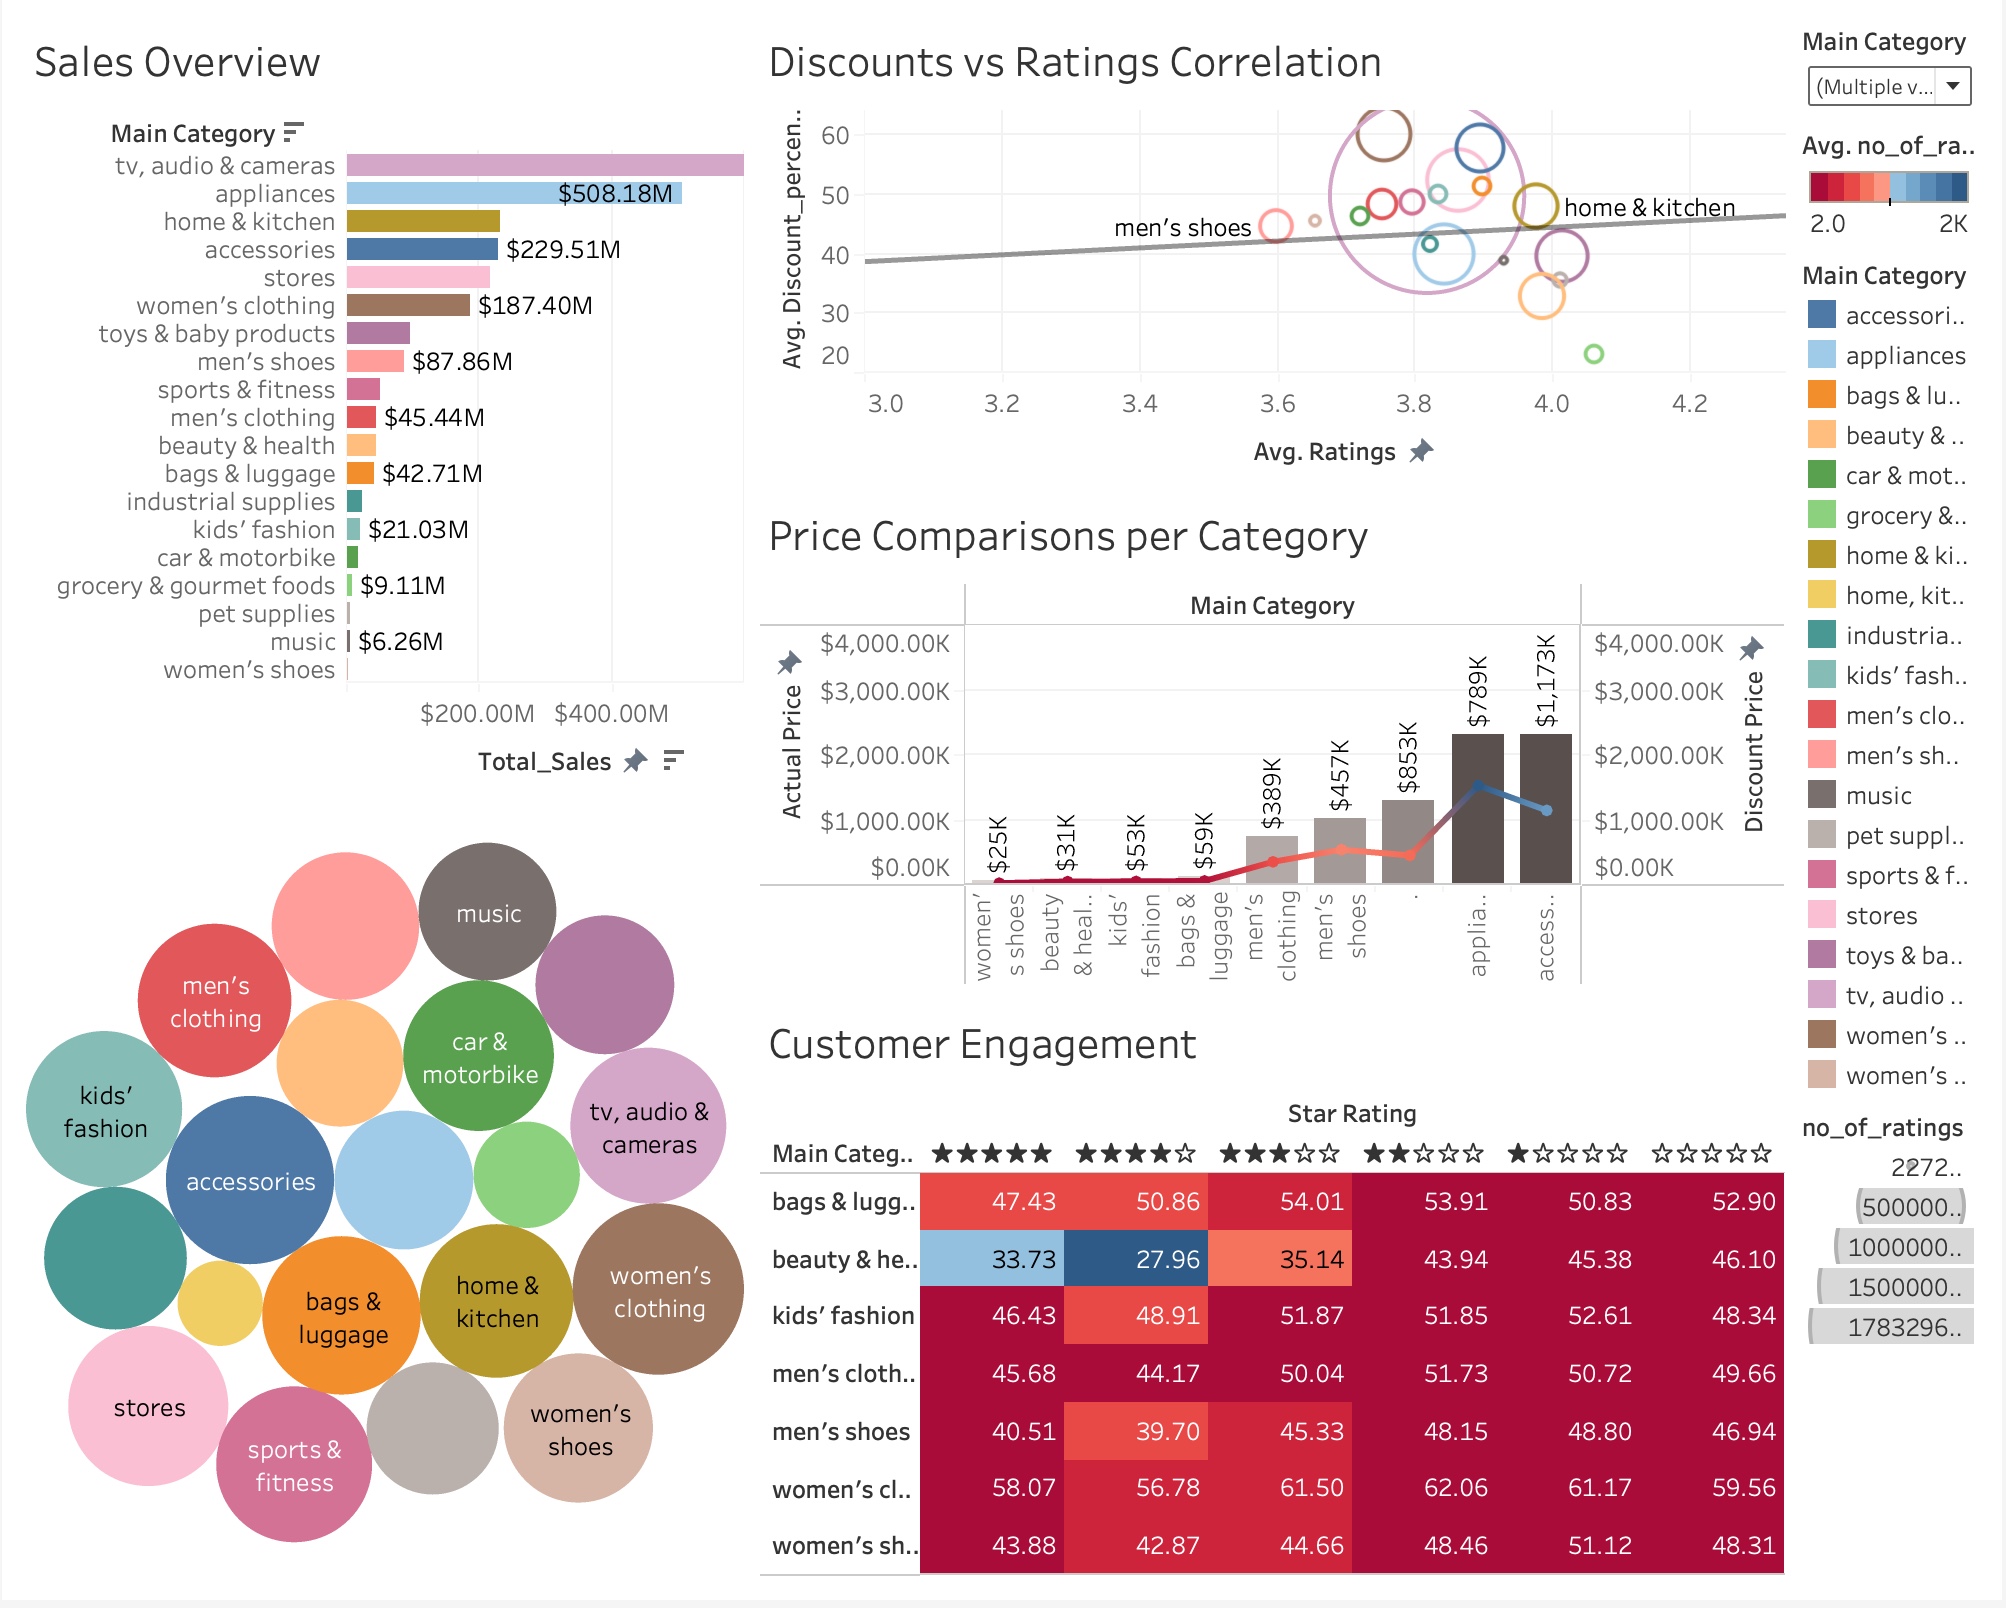 Sales Overview
Main Category
tv, audio & cameras
appliances $508.18M
home & kitchen
accessories $229.51M
stores
women's clothing $187.40M
toys & baby products
men's shoes $87.86M
sports & fitness
men's clothing $45.44M
beauty & health
bags & luggage $42.71M
industrial supplies
kids' fashion $21.03M
car & motorbike
grocery & gourmet foods $9.11M
pet supplies
music $6.26M
women's shoes
$200.00M $400.00M
Total_Sales
music
men's
clothing
car &
motorbike
kids'
fashion
tv, audio &
cameras
accessories
women's
clothing
home &
kitchen
bags &
luggage
stores
women's
shoes
sports &
fitness
Discounts vs Ratings Correlation
Avg. Discount_percen..
60
50
40
30
20
men's shoes
home & kitchen
3.0 3.2 3.4 3.6 3.8 4.0 4.2
Avg. Ratings
Price Comparisons per Category
Main Category
Actual Price
$4,000.00K
$3,000.00K
$2,000.00K
$1,000.00K
$0.00K
$25K
$31K
$53K
$59K
$389K
$457K
$853K
$789K
$1,173K
$4,000.00K
$3,000.00K
$2,000.00K
$1,000.00K
$0.00K
Discount Price
women'
s shoes
beauty
& heal..
kids'
fashion
bags &
luggage
men's
clothing
men's
shoes
.
applia..
access..
Customer Engagement
Star Rating
Main Categ.. ★★★★★ ★★★★☆ ★★★☆☆ ★★☆☆☆ ★☆☆☆☆ ☆☆☆☆☆
bags & lugg.. 47.43 50.86 54.01 53.91 50.83 52.90
beauty & he.. 33.73 27.96 35.14 43.94 45.38 46.10
kids' fashion 46.43 48.91 51.87 51.85 52.61 48.34
men's cloth.. 45.68 44.17 50.04 51.73 50.72 49.66
men's shoes 40.51 39.70 45.33 48.15 48.80 46.94
women's cl.. 58.07 56.78 61.50 62.06 61.17 59.56
women's sh.. 43.88 42.87 44.66 48.46 51.12 48.31
Main Category
(Multiple v...
Avg. no_of_ra..
2.0 2K
Main Category
accessori..
appliances
bags & lu..
beauty & ..
car & mot..
grocery &..
home & ki..
home, kit..
industria..
kids' fash..
men's clo..
men's sh..
music
pet suppl..
sports & f..
stores
toys & ba..
tv, audio ..
women's ..
women's ..
no_of_ratings
2272..
500000..
1000000..
1500000..
1783296..